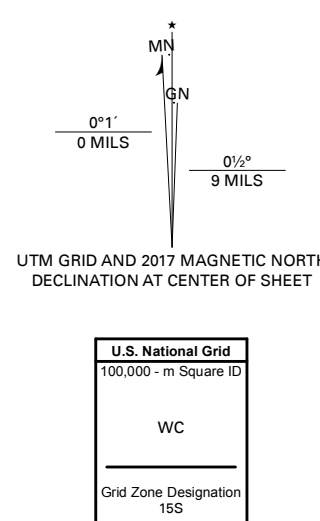 MN
GN
0°1´
0 MILS
0½°
9 MILS
UTM GRID AND 2017 MAGNETIC NORTH
DECLINATION AT CENTER OF SHEET
U.S. National Grid
100,000 - m Square ID
WC
Grid Zone Designation
15S